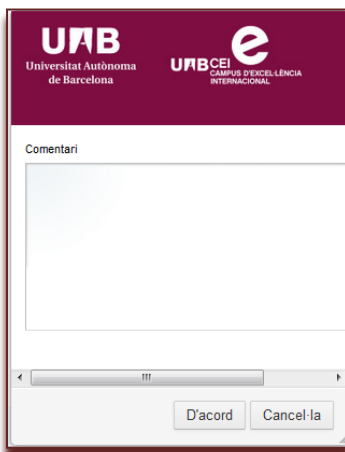 UAB
Universitat Autònoma
de Barcelona
UABCEI
CAMPUS D'EXCEL·LÈNCIA
INTERNACIONAL
Comentari
D'acord
Cancel·la